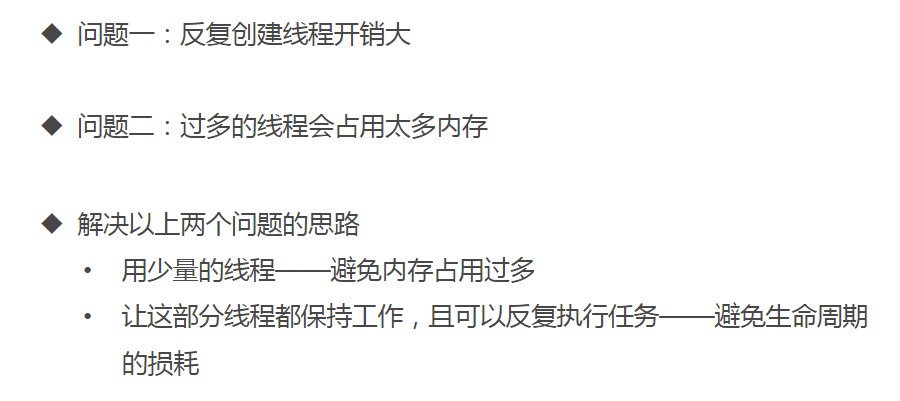 ◆ 问题一：反复创建线程开销大
◆ 问题二：过多的线程会占用太多内存
◆ 解决以上两个问题的思路
• 用少量的线程——避免内存占用过多
• 让这部分线程都保持工作，且可以反复执行任务——避免生命周期
的损耗